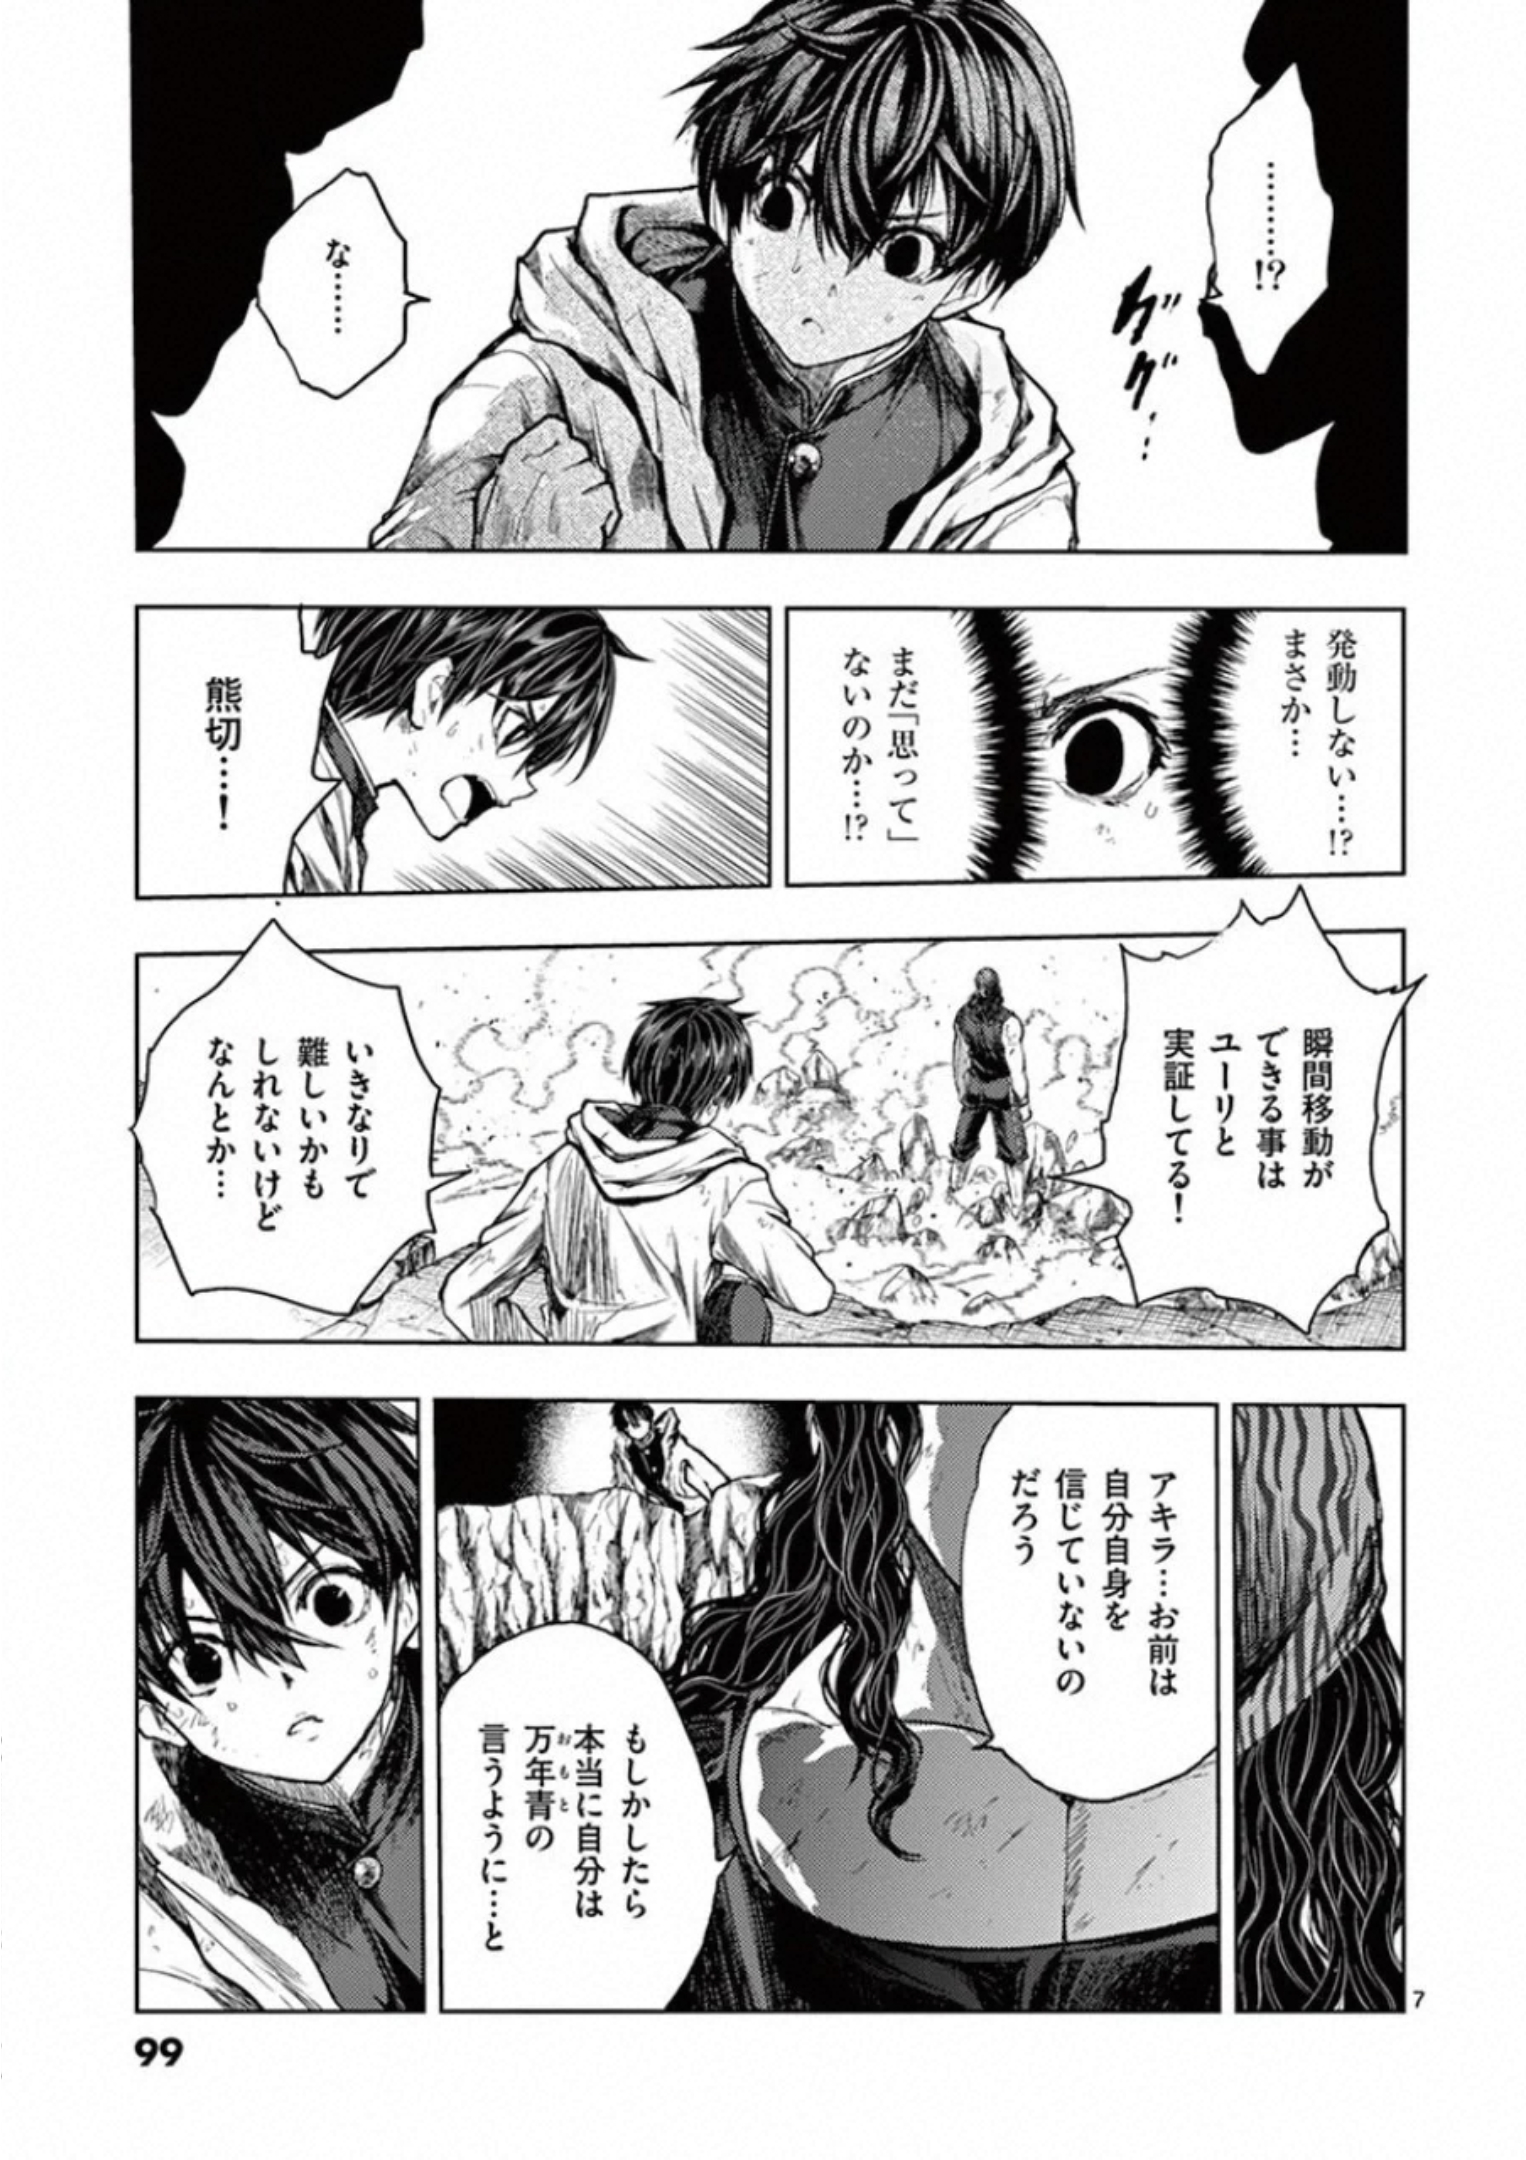 ………!?
グググ…
な……
発動しない…!?
まさか…
まだ「思って」
ないのか…!?
熊切…!
瞬間移動が
できる事は
ユーリと
実証してる!
いきなりで
難しいかも
しれないけど
なんとか…
アキラ…お前は
自分自身を
信じていないの
だろう
もしかしたら
本当に自分は
万年青の
おもと
言うように…と
7
99